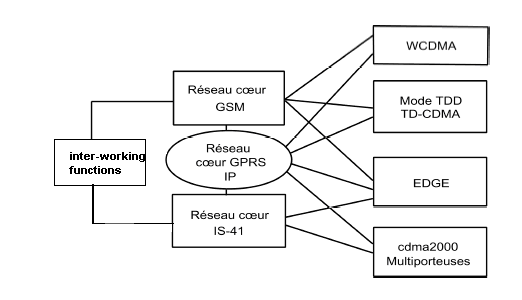 WCDMA
Réseau cœur
GSM
Mode TDD
TD-CDMA
inter-working
functions
Réseau
cœur GPRS
IP
EDGE
Réseau cœur
IS-41
cdma2000
Multiporteuses